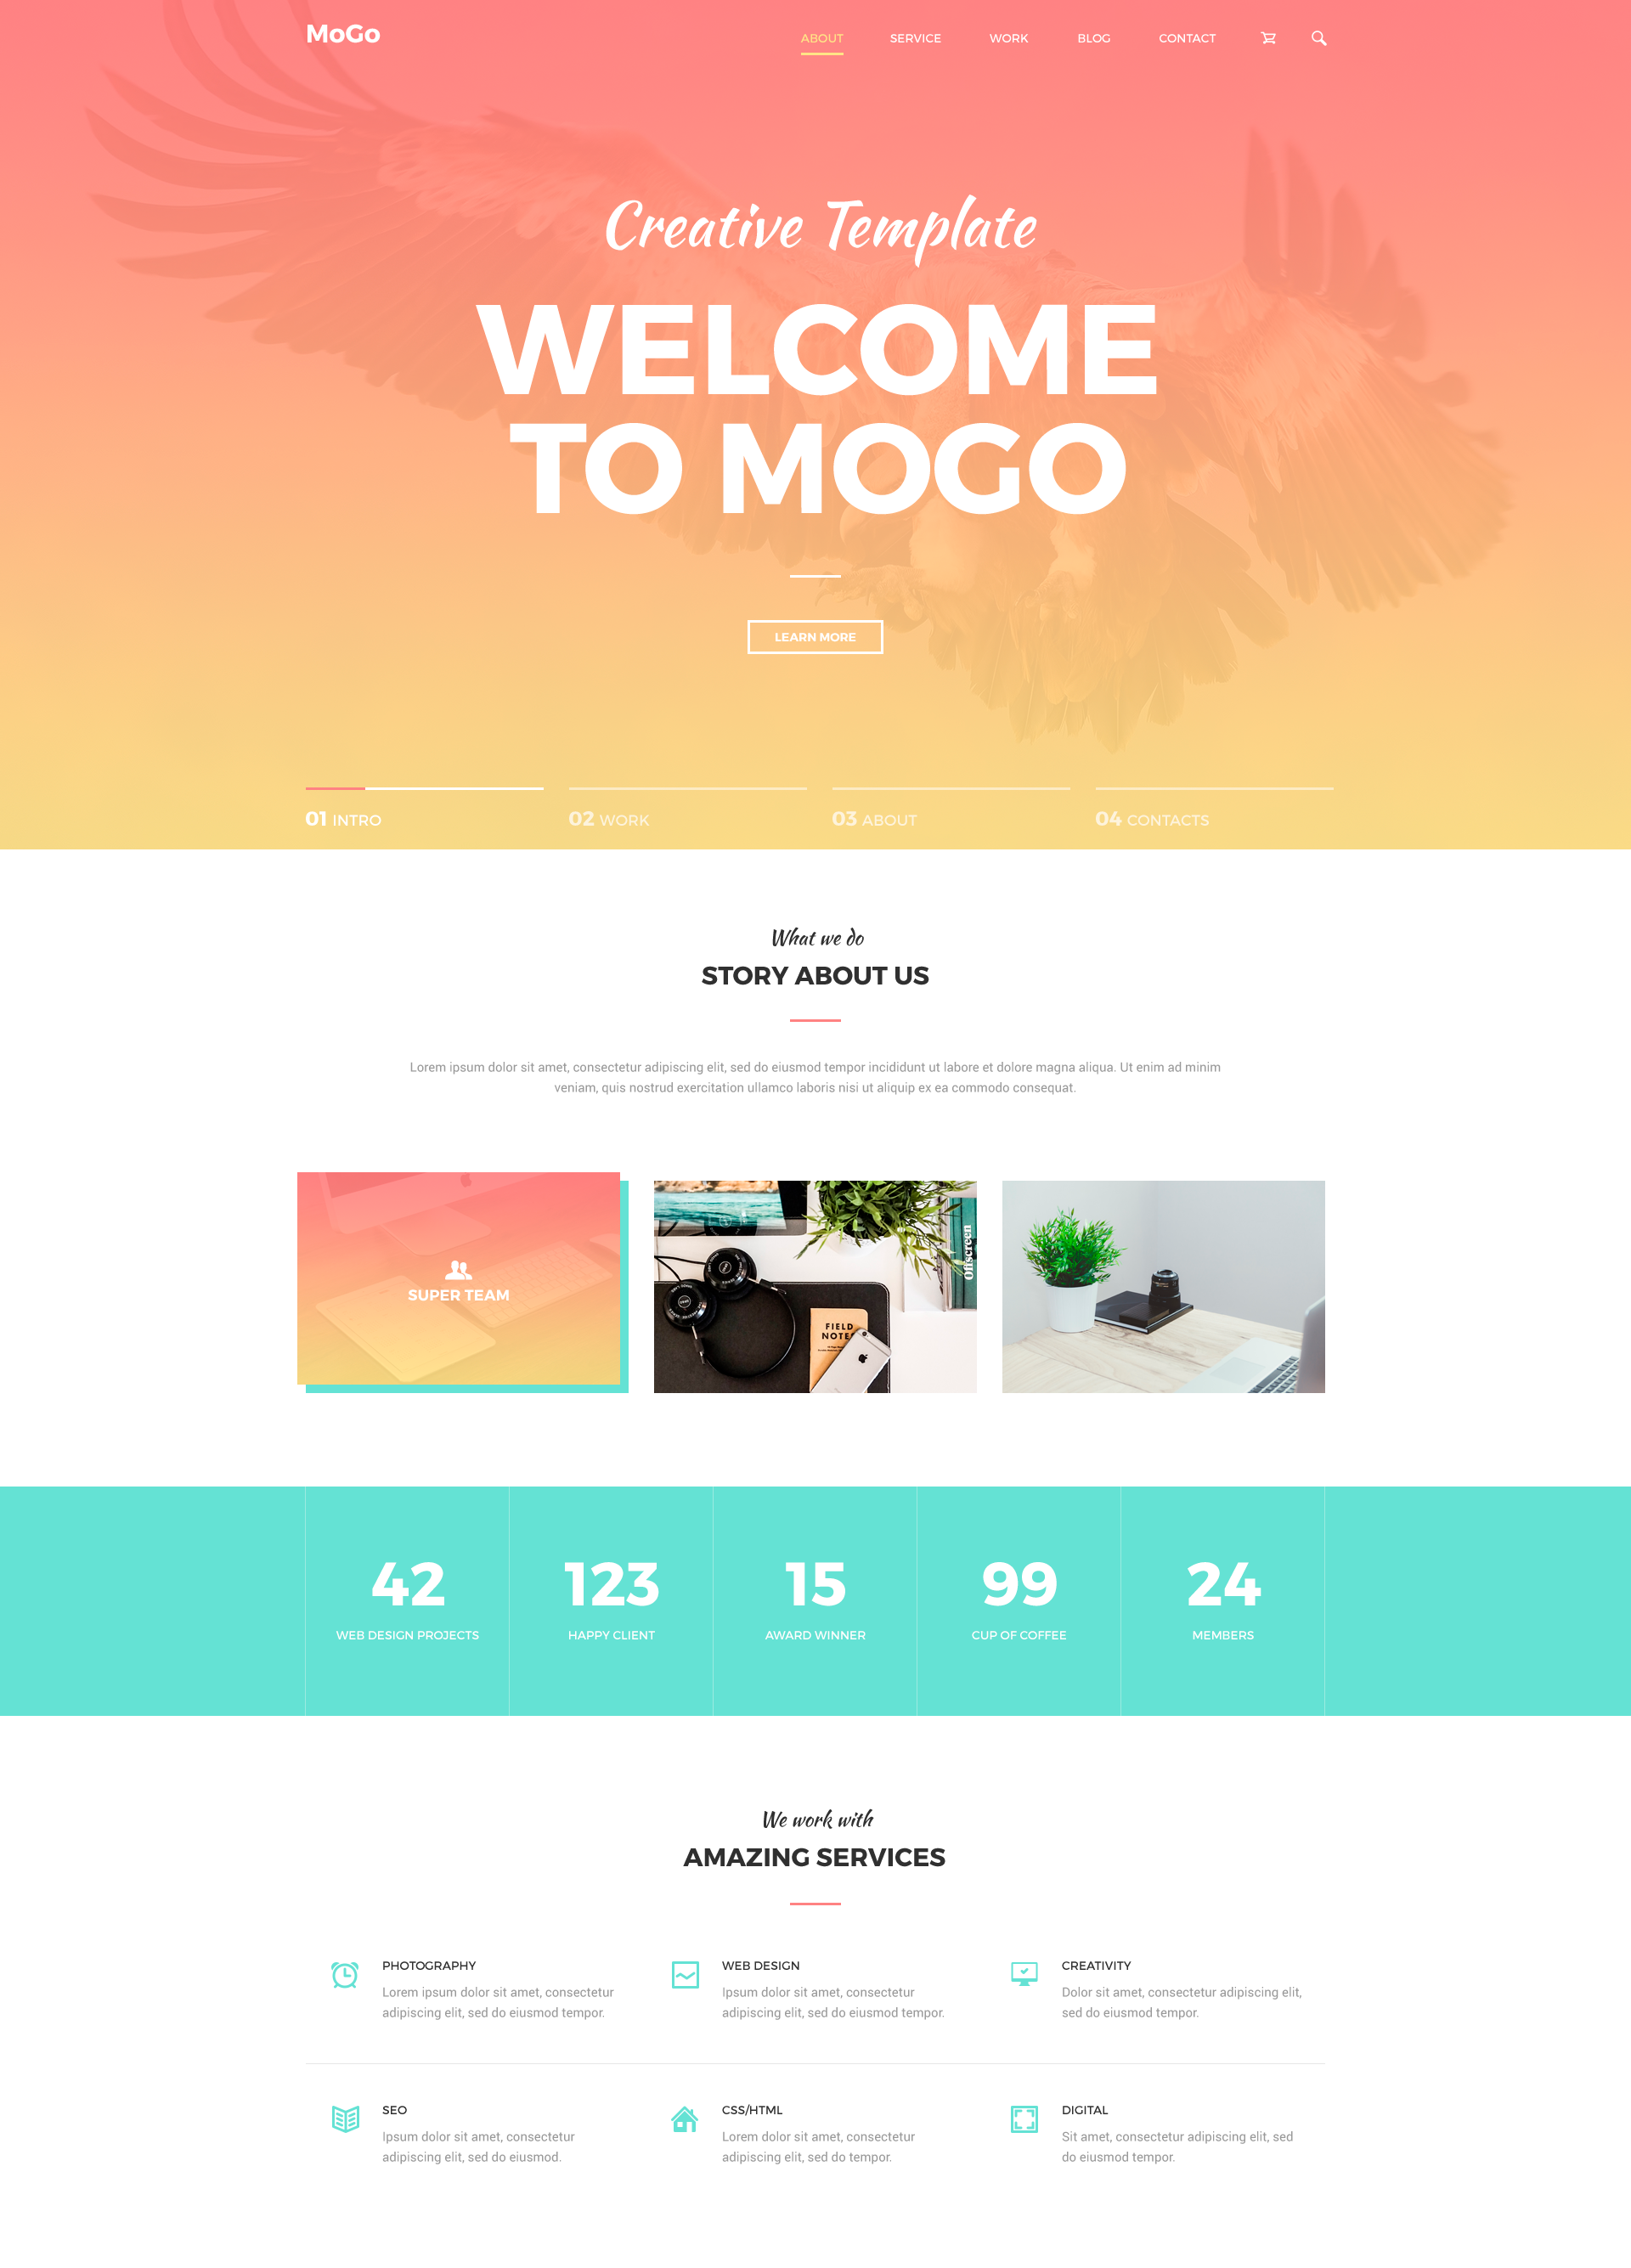 MoGo
ABOUT SERVICE WORK BLOG CONTACT
Creative Template
WELCOME
TO MOGO
LEARN MORE
01 INTRO
02 WORK
03 ABOUT
04 CONTACTS
What we do
STORY ABOUT US
Lorem ipsum dolor sit amet, consectetur adipiscing elit, sed do eiusmod tempor incididunt ut labore et dolore magna aliqua. Ut enim ad minim
veniam, quis nostrud exercitation ullamco laboris nisi ut aliquip ex ea commodo consequat.
SUPER TEAM
Offscreen
FIELD
NOTES
42
WEB DESIGN PROJECTS
123
HAPPY CLIENT
15
AWARD WINNER
99
CUP OF COFFEE
24
MEMBERS
We work with
AMAZING SERVICES
PHOTOGRAPHY
Lorem ipsum dolor sit amet, consectetur
adipiscing elit, sed do eiusmod tempor.
WEB DESIGN
Ipsum dolor sit amet, consectetur
adipiscing elit, sed do eiusmod tempor.
CREATIVITY
Dolor sit amet, consectetur adipiscing elit,
sed do eiusmod tempor.
SEO
Ipsum dolor sit amet, consectetur
adipiscing elit, sed do eiusmod.
CSS/HTML
Lorem dolor sit amet, consectetur
adipiscing elit, sed do tempor.
DIGITAL
Sit amet, consectetur adipiscing elit, sed
do eiusmod tempor.